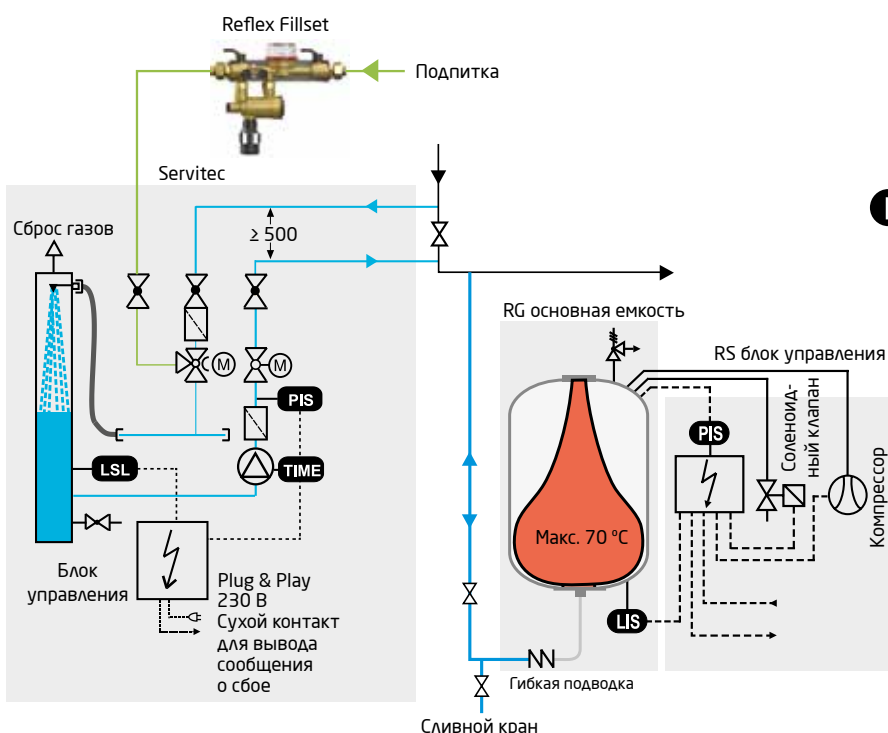 Reflex Fillset
Подпитка
Servitec
Сброс газов
≥ 500
M
M
PIS
LSL
TIME
Блок
управления
Plug & Play
230 В
Сухой контакт
для вывода
сообщения
о сбое
RG основная емкость
RS блок управления
PIS
Соленоид-
ный клапан
Компрессор
Макс. 70 °C
LIS
Гибкая подводка
Сливной кран